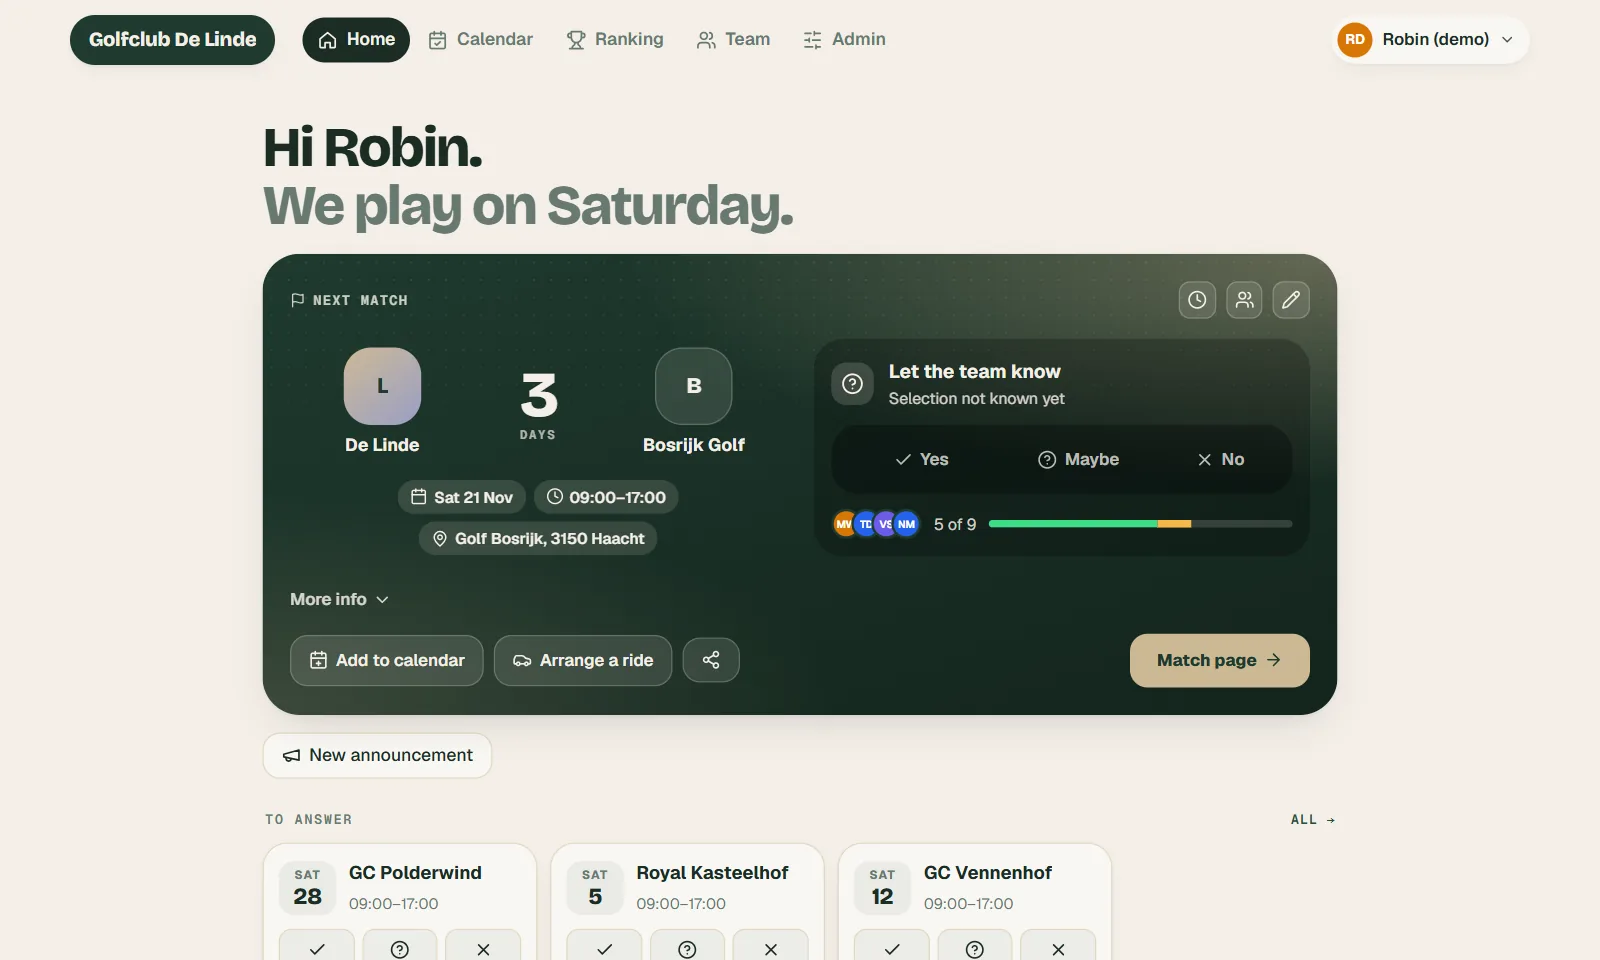 Golfclub De Linde
Home
Calendar
Ranking
Team
Admin
RD
Robin (demo)
Hi Robin.
We play on Saturday.
NEXT MATCH
L
3
B
DAYS
De Linde
Bosrijk Golf
Sat 21 Nov
09:00–17:00
Golf Bosrijk, 3150 Haacht
Let the team know
Selection not known yet
Yes
Maybe
No
VS
NM
5 of 9
More info
Add to calendar
Arrange a ride
Match page →
New announcement
TO ANSWER
ALL →
SAT
28
GC Polderwind
09:00–17:00
SAT
5
Royal Kasteelhof
09:00–17:00
SAT
12
GC Vennenhof
09:00–17:00